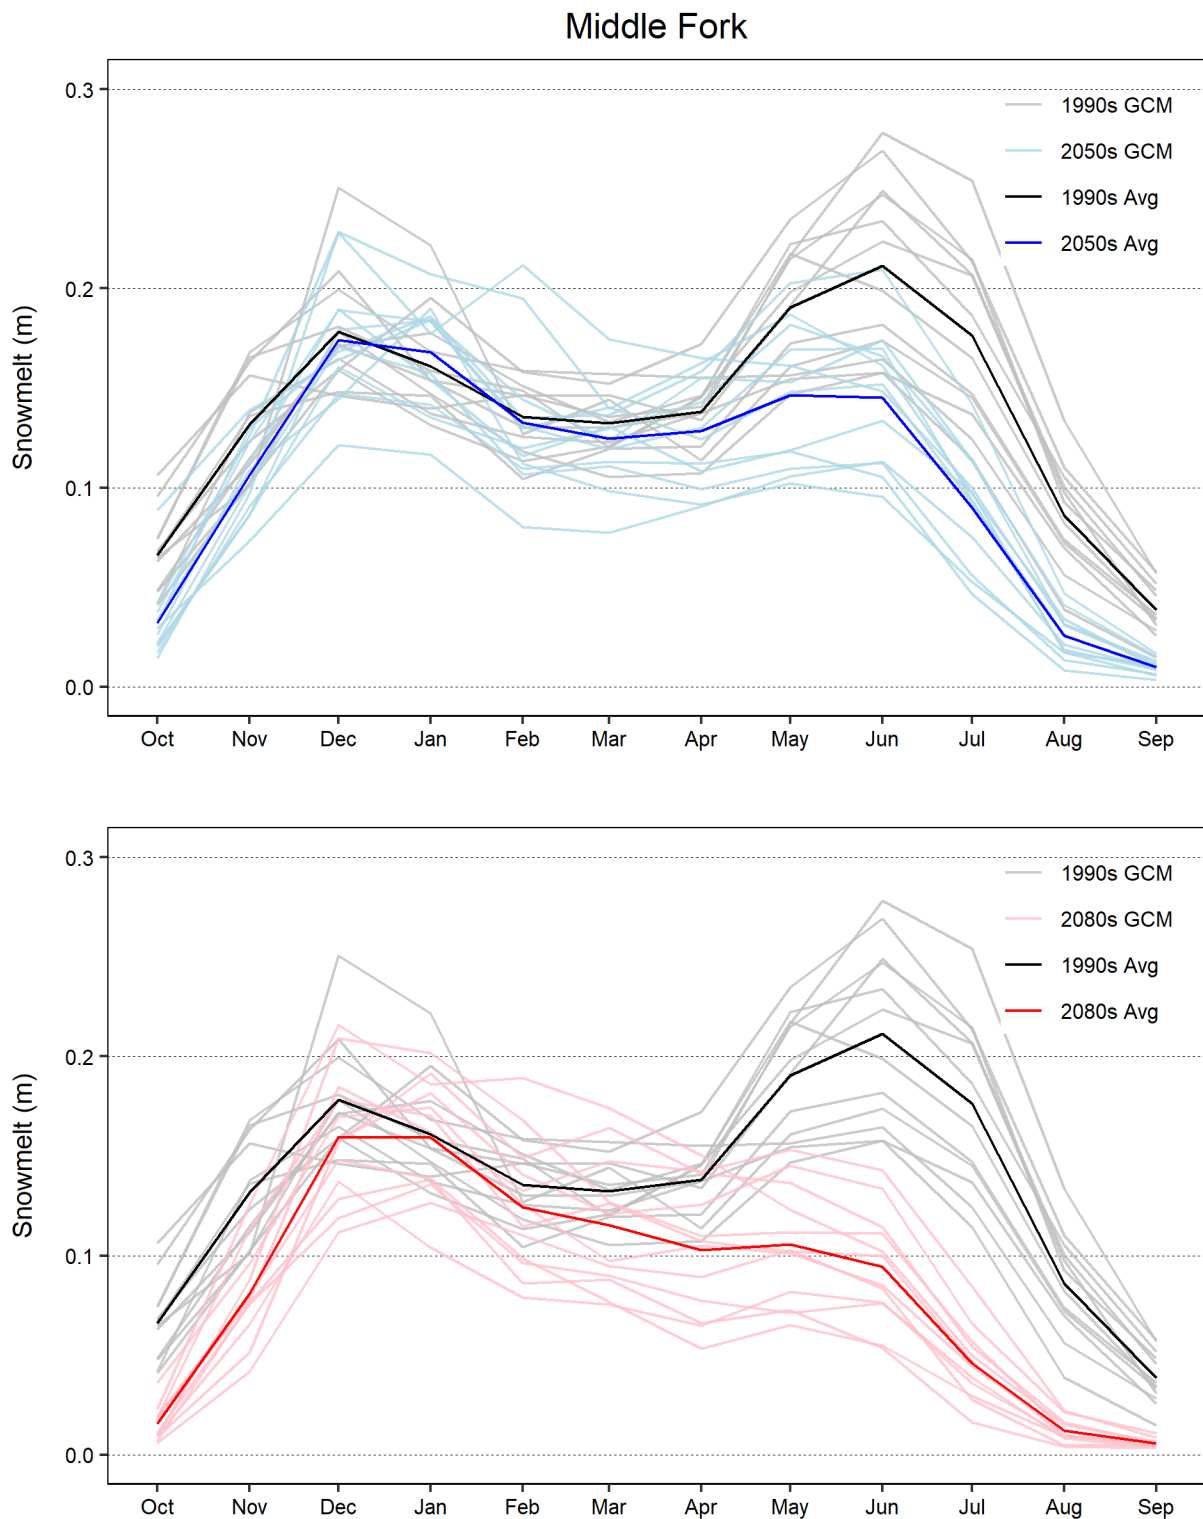 Middle Fork
0.3
0.2
0.1
0.0
Snowmelt (m)
1990s GCM
2050s GCM
1990s Avg
2050s Avg
Oct Nov Dec Jan Feb Mar Apr May Jun Jul Aug Sep
0.3
0.2
0.1
0.0
Snowmelt (m)
1990s GCM
2080s GCM
1990s Avg
2080s Avg
Oct Nov Dec Jan Feb Mar Apr May Jun Jul Aug Sep